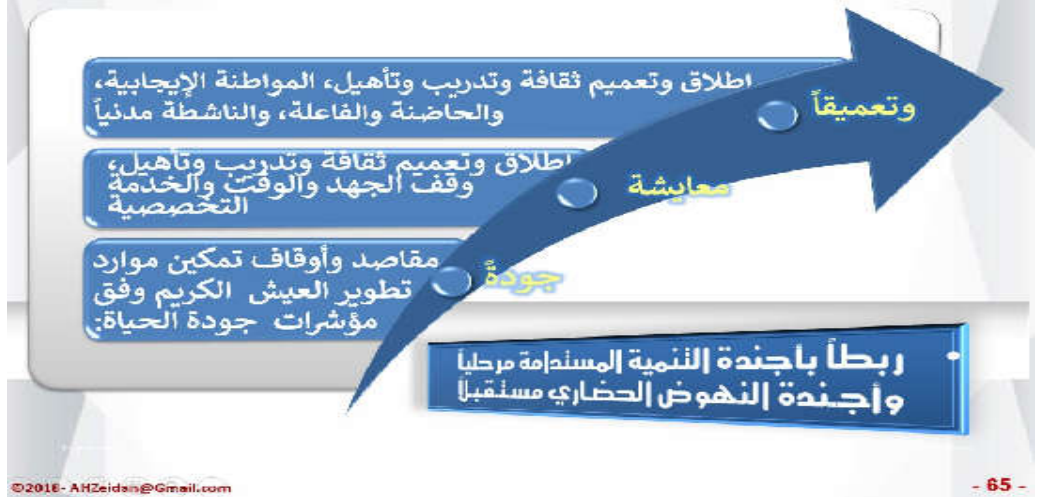 اطلاق وتعميم ثقافة وتدريب وتأهيل، المواطنة الإيجابية،
والحاضنة والفاعلة، والناشطة مدنياً
وتعميقاً
اطلاق وتعميم ثقافة وتدريب وتأهيل،
وقف الجهد والوقت والخدمة
التخصصية
معايشة
مقاصد وأوقاف تمكين موارد
تطوير العيش الكريم وفق
مؤشرات جودة الحياة:
جودةً
• ربطاً بأجندة التنمية المستدامة مرحلياً
وأجندة النهوض الحضاري مستقبلاً
©2018- AHZeidan@Gmail.com
- 65 -